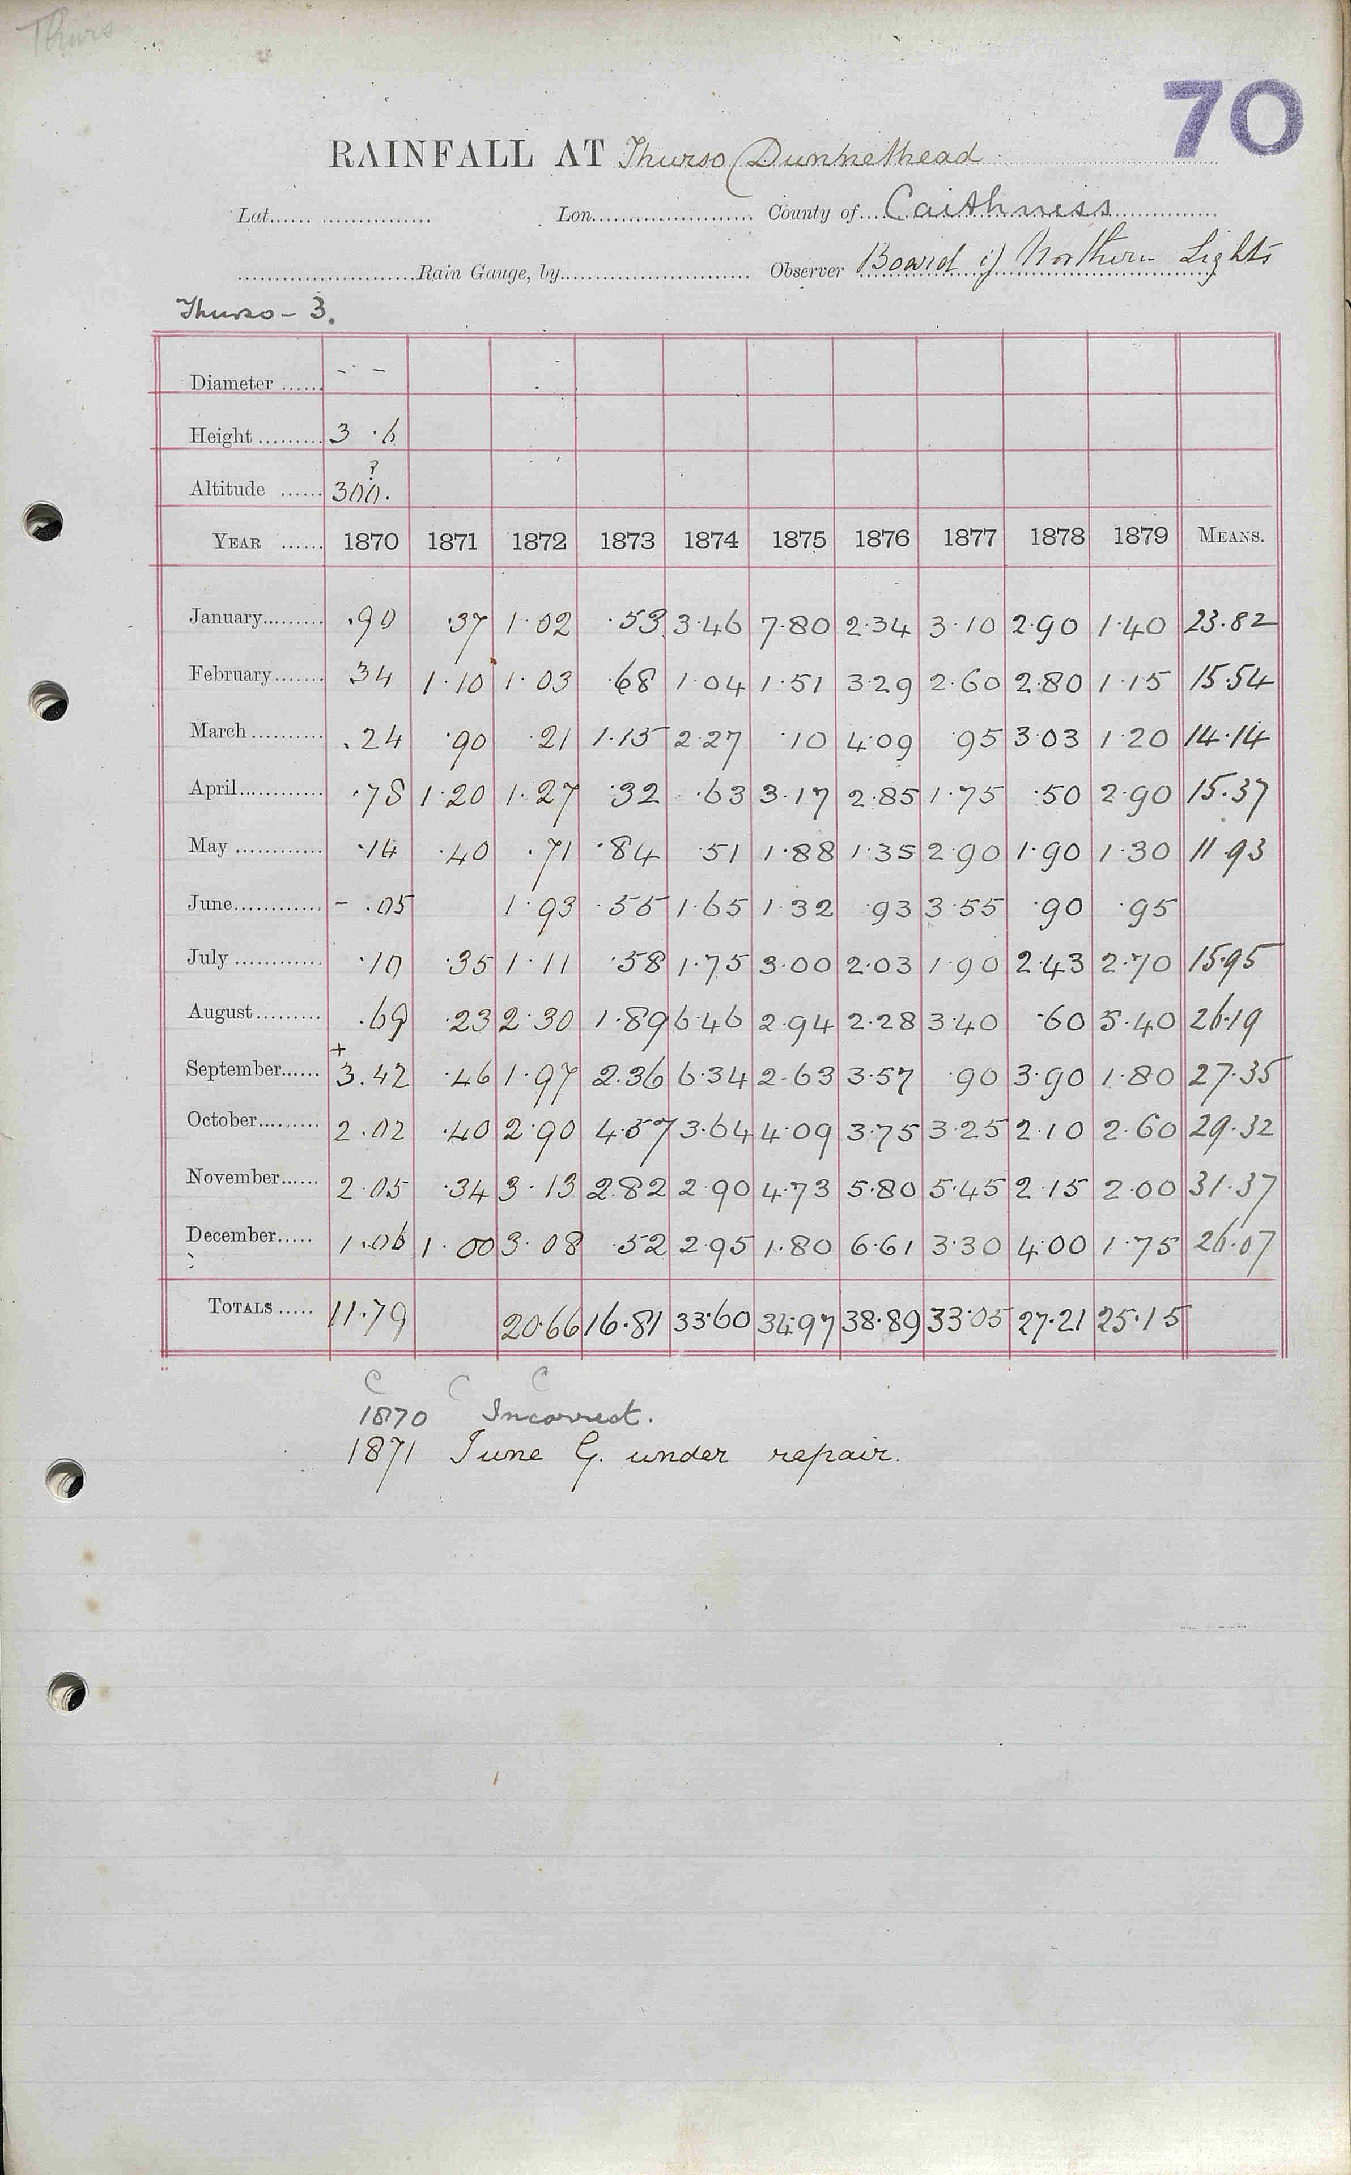 Thurso
70
RAINFALL AT Thurso (Dunnethead
Lat. Lon. County of Caithness
Rain Gauge, by Observer Board of Northern Lights
Thurso - 3.
Diameter - -
Height 3 .6
Altitude 300. ?
YEAR 1870 1871 1872 1873 1874 1875 1876 1877 1878 1879 MEANS.
January .90 .37 1.02 .53 3.46 7.80 2.34 3.10 2.90 1.40 23.82
February 34 1.10 1.03 .68 1.04 1.51 3.29 2.60 2.80 1.15 15.54
March .24 .90 .21 1.15 2.27 .10 4.09 .95 3.03 1.20 14.14
April .78 1.20 1.27 .32 .63 3.17 2.85 1.75 .50 2.90 15.37
May .14 .40 .71 .84 .51 1.88 1.35 2.90 1.90 1.30 11.93
June - .05 1.93 .55 1.65 1.32 .93 3.55 .90 .95
July .10 .35 1.11 .58 1.75 3.00 2.03 1.90 2.43 2.70 15.95
August .69 .23 2.30 1.89 6.46 2.94 2.28 3.40 .60 5.40 26.19
September +3.42 .46 1.97 2.36 6.34 2.63 3.57 .90 3.90 1.80 27.35
October 2.02 .40 2.90 4.57 3.64 4.09 3.75 3.25 2.10 2.60 29.32
November 2.05 .34 3.13 2.82 2.90 4.73 5.80 5.45 2.15 2.00 31.37
December 1.06 1.00 3.08 .52 2.95 1.80 6.61 3.30 4.00 1.75 26.07
TOTALS 11.79 20.66 16.81 33.60 34.97 38.89 33.05 27.21 25.15
C C C
1870 Incorrect.
1871 June G. under repair.